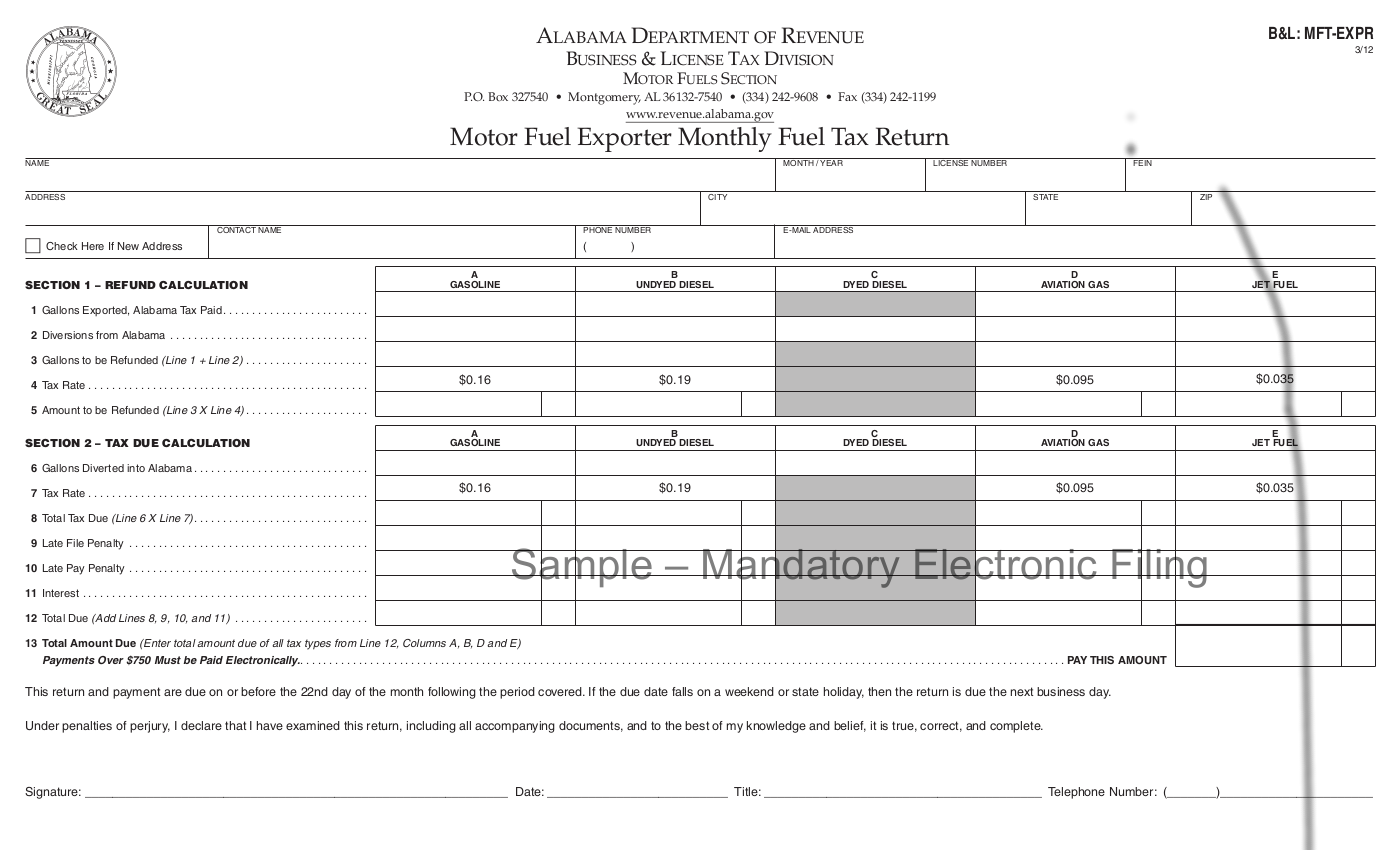 ALABAMA
GREAT SEAL
ALABAMA DEPARTMENT OF REVENUE
BUSINESS & LICENSE TAX DIVISION
MOTOR FUELS SECTION
P.O. Box 327540 • Montgomery, AL 36132-7540 • (334) 242-9608 • Fax (334) 242-1199
www.revenue.alabama.gov
Motor Fuel Exporter Monthly Fuel Tax Return
B&L: MFT-EXPR
3/12
NAME MONTH / YEAR LICENSE NUMBER FEIN
ADDRESS CITY STATE ZIP
Check Here If New Address CONTACT NAME PHONE NUMBER ( ) E-MAIL ADDRESS
A B C D E
SECTION 1 – REFUND CALCULATION GASOLINE UNDYED DIESEL DYED DIESEL AVIATION GAS JET FUEL
1 Gallons Exported, Alabama Tax Paid
2 Diversions from Alabama
3 Gallons to be Refunded (Line 1 + Line 2)
4 Tax Rate $0.16 $0.19 $0.095 $0.035
5 Amount to be Refunded (Line 3 X Line 4)
A B C D E
SECTION 2 – TAX DUE CALCULATION GASOLINE UNDYED DIESEL DYED DIESEL AVIATION GAS JET FUEL
6 Gallons Diverted into Alabama
7 Tax Rate $0.16 $0.19 $0.095 $0.035
8 Total Tax Due (Line 6 X Line 7)
9 Late File Penalty
10 Late Pay Penalty
Sample – Mandatory Electronic Filing
11 Interest
12 Total Due (Add Lines 8, 9, 10, and 11)
13 Total Amount Due (Enter total amount due of all tax types from Line 12, Columns A, B, D and E)
Payments Over $750 Must be Paid Electronically. PAY THIS AMOUNT
This return and payment are due on or before the 22nd day of the month following the period covered. If the due date falls on a weekend or state holiday, then the return is due the next business day.
Under penalties of perjury, I declare that I have examined this return, including all accompanying documents, and to the best of my knowledge and belief, it is true, correct, and complete.
Signature: Date: Title: Telephone Number: ( )